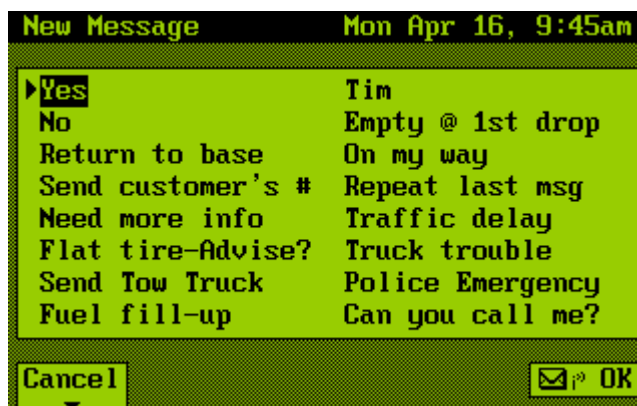 New Message Mon Apr 16, 9:45am
Yes Tim
No Empty @ 1st drop
Return to base On my way
Send customer's # Repeat last msg
Need more info Traffic delay
Flat tire-Advise? Truck trouble
Send Tow Truck Police Emergency
Fuel fill-up Can you call me?
Cancel OK